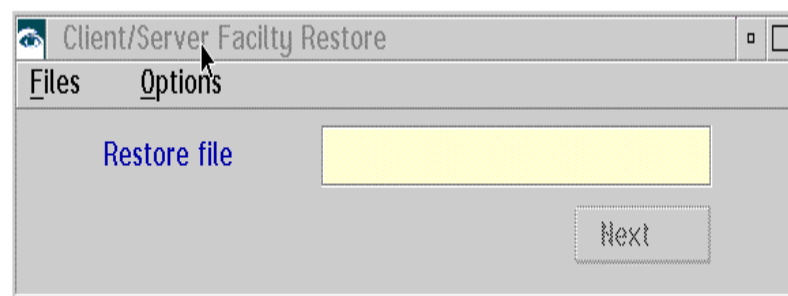 Client/Server Facilty Restore
Files Options
Restore file
Next